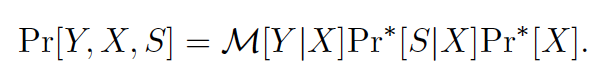 Pr[Y, X, S] = ℳ[Y|X]Pr*[S|X]Pr*[X].